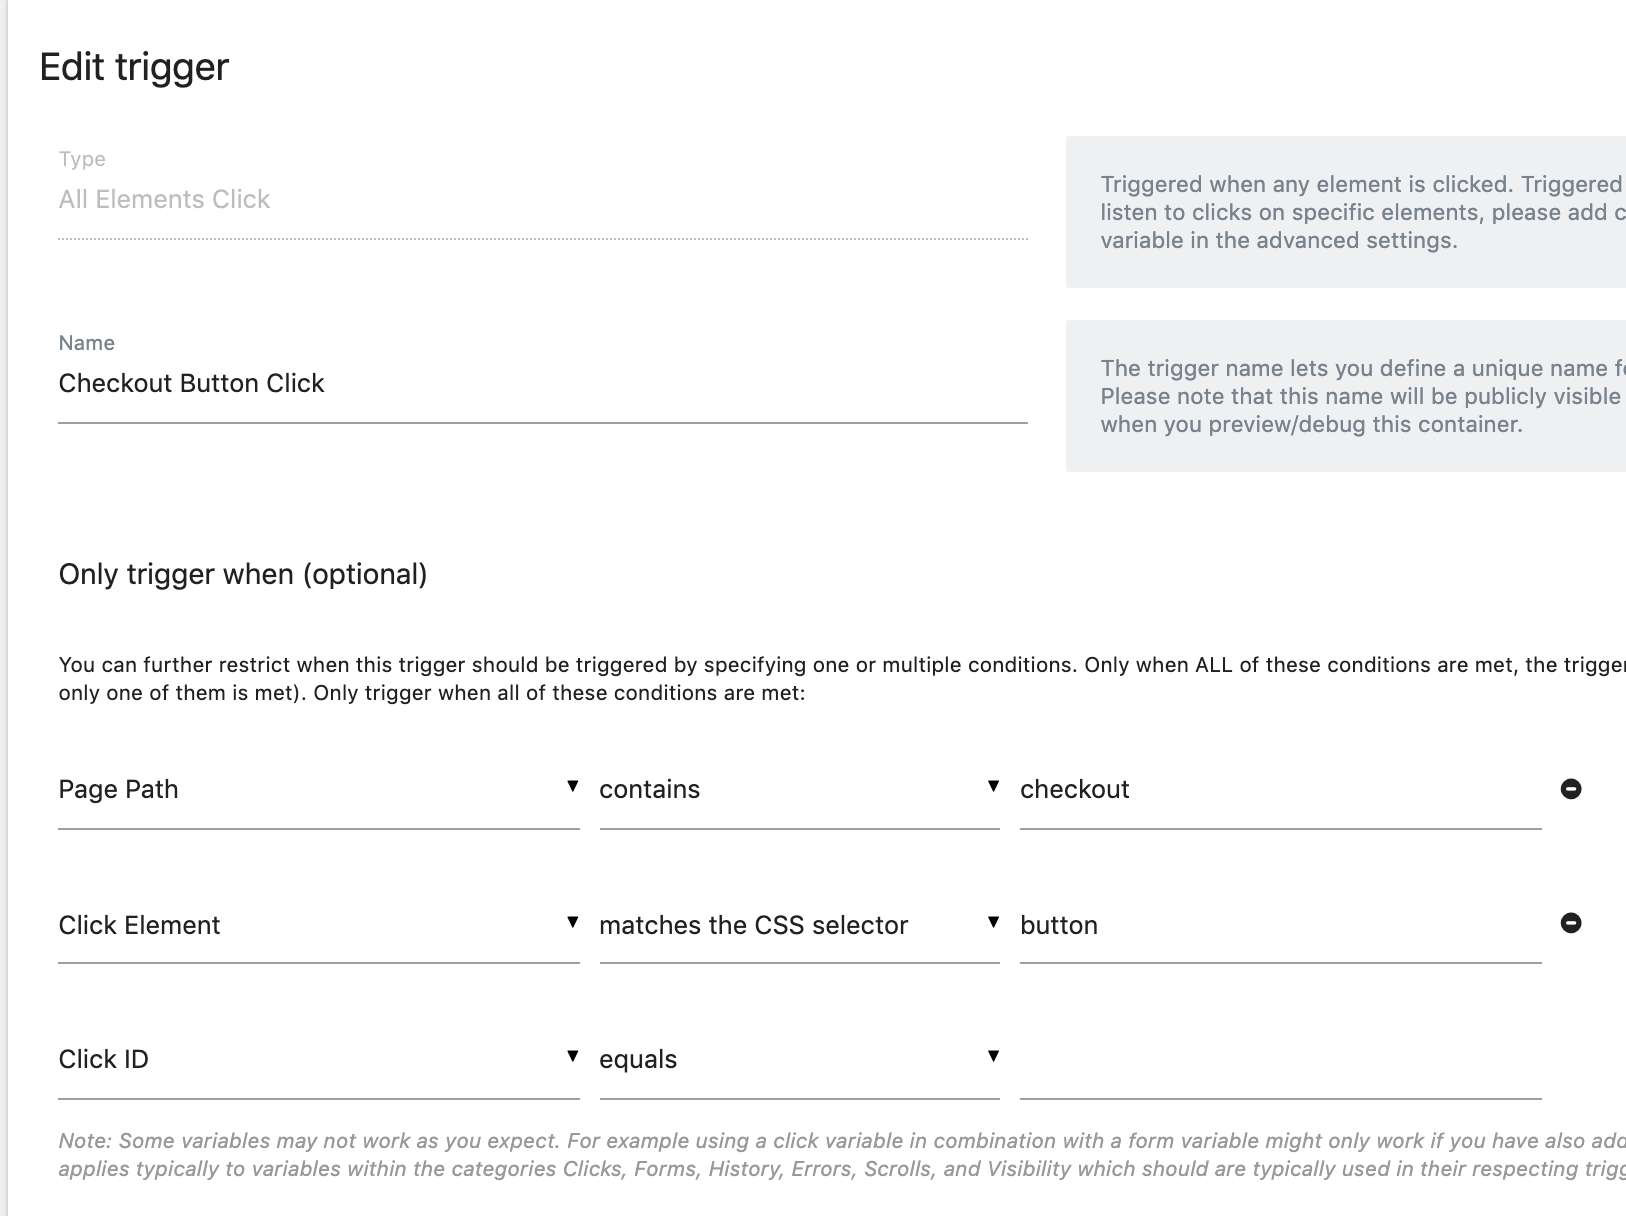 Edit trigger
Type
All Elements Click
Triggered when any element is clicked. Triggered
listen to clicks on specific elements, please add
variable in the advanced settings.
Name
Checkout Button Click
The trigger name lets you define a unique name
Please note that this name will be publicly visible
when you preview/debug this container.
Only trigger when (optional)
You can further restrict when this trigger should be triggered by specifying one or multiple conditions. Only when ALL of these conditions are met, the trigger
only one of them is met). Only trigger when all of these conditions are met:
Page Path ▼ contains ▼ checkout
Click Element ▼ matches the CSS selector ▼ button
Click ID ▼ equals ▼
Note: Some variables may not work as you expect. For example using a click variable in combination with a form variable might only work if you have also
applies typically to variables within the categories Clicks, Forms, History, Errors, Scrolls, and Visibility which should are typically used in their respecting